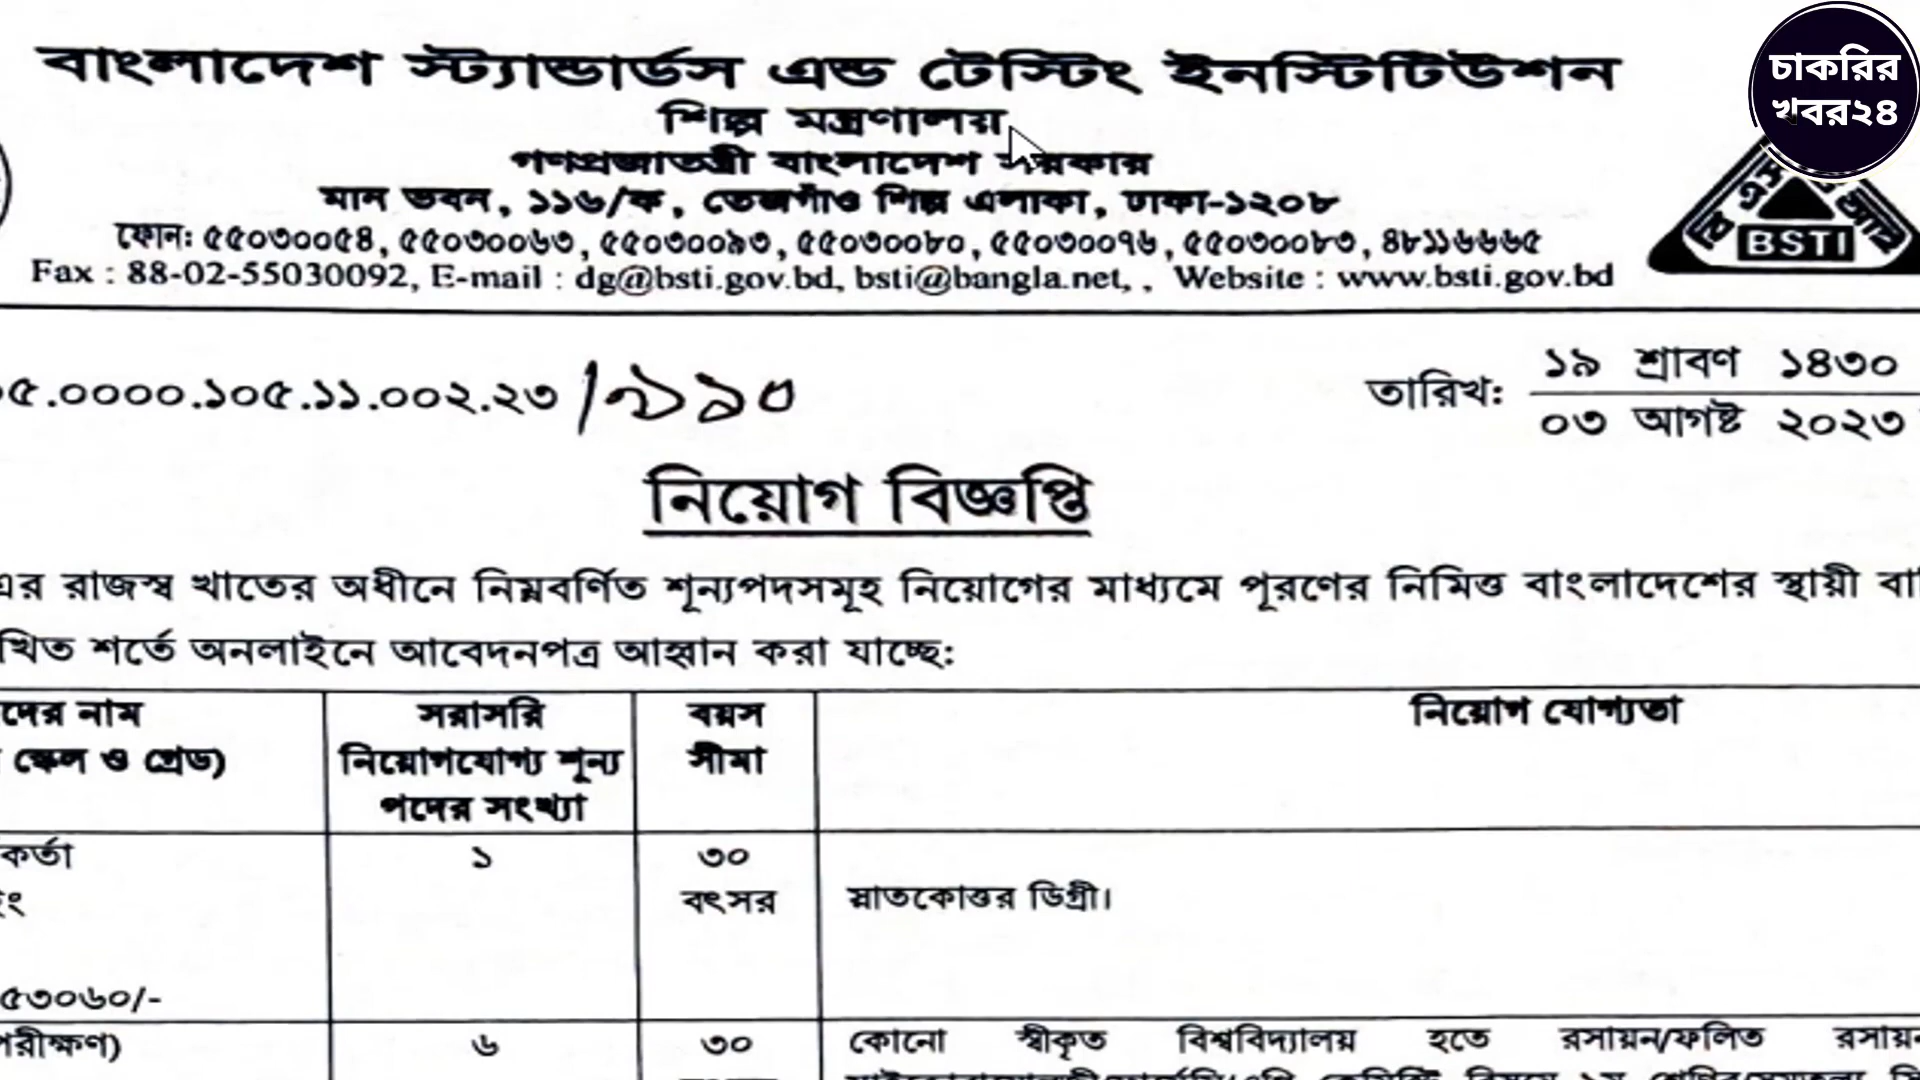 বাংলাদেশ স্ট্যান্ডার্ডস এন্ড টেস্টিং ইনস্টিটিউশন
শিল্প মন্ত্রণালয়
গণপ্রজাতন্ত্রী বাংলাদেশ সরকার
মান ভবন, ১১৬/ক, তেজগাঁও শিল্প এলাকা, ঢাকা-১২০৮
ফোনঃ ৫৫০৩০০৫৪, ৫৫০৩০০৬৩, ৫৫০৩০০৯৩, ৫৫০৩০০৮০, ৫৫০৩০০৭৬, ৫৫০৩০০৮৩, ৪৮১১৬৬৬৫
Fax : 88-02-55030092, E-mail : dg@bsti.gov.bd, bsti@bangla.net, , Website : www.bsti.gov.bd
চাকরির
খবর২৪
BSTI
৫.০০০০.১০৫.১১.০০২.২৩
তারিখঃ ১৯ শ্রাবণ ১৪৩০
০৩ আগষ্ট ২০২৩
নিয়োগ বিজ্ঞপ্তি
এর রাজস্ব খাতের অধীনে নিম্নবর্ণিত শূন্যপদসমূহ নিয়োগের মাধ্যমে পূরণের নিমিত্ত বাংলাদেশের স্থায়ী
খিত শর্তে অনলাইনে আবেদনপত্র আহ্বান করা যাচ্ছে:
দের নাম
স্কেল ও গ্রেড)
সরাসরি
নিয়োগযোগ্য শূন্য
পদের সংখ্যা
বয়স
সীমা
নিয়োগ যোগ্যতা
কর্তা
ইং
৫৩০৬০/-
১
৩০
বৎসর
স্নাতকোত্তর ডিগ্রী।
পরীক্ষণ)
৬
৩০
কোনো স্বীকৃত বিশ্ববিদ্যালয় হতে রসায়ন/ফলিত রসায়ন